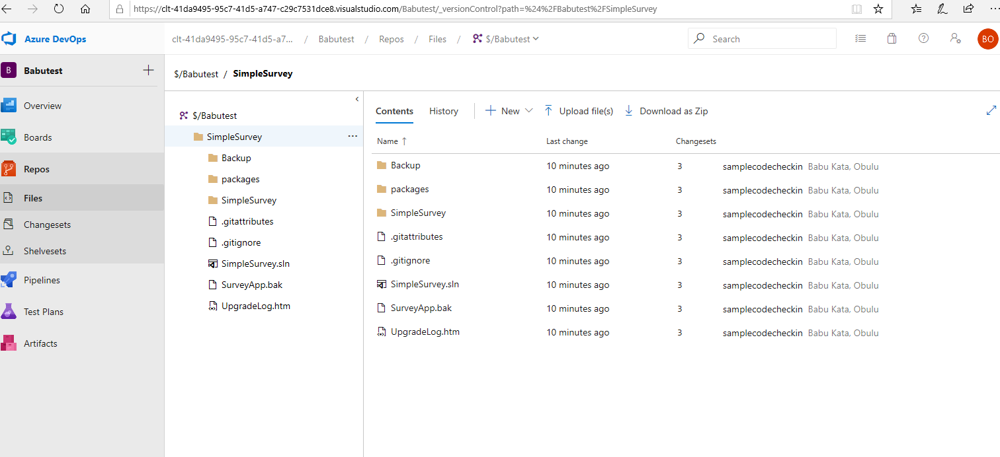 https://clt-41da9495-95c7-41d5-a747-c29c7531dce8.visualstudio.com/Babutest/_versionControl?path=%24%2FBabutest%2FSimpleSurvey
Azure DevOps
clt-41da9495-95c7-41d5-a7... / Babutest / Repos / Files / $/Babutest
Search
BO
B Babutest
Overview
Boards
Repos
Files
Changesets
Shelvesets
Pipelines
Test Plans
Artifacts
$/Babutest / SimpleSurvey
$/Babutest
SimpleSurvey ...
Backup
packages
SimpleSurvey
.gitattributes
.gitignore
SimpleSurvey.sln
SurveyApp.bak
UpgradeLog.htm
Contents History New Upload file(s) Download as Zip
Name ↑ Last change Changesets
Backup 10 minutes ago 3 samplecodecheckin Babu Kata, Obulu
packages 10 minutes ago 3 samplecodecheckin Babu Kata, Obulu
SimpleSurvey 10 minutes ago 3 samplecodecheckin Babu Kata, Obulu
.gitattributes 10 minutes ago 3 samplecodecheckin Babu Kata, Obulu
.gitignore 10 minutes ago 3 samplecodecheckin Babu Kata, Obulu
SimpleSurvey.sln 10 minutes ago 3 samplecodecheckin Babu Kata, Obulu
SurveyApp.bak 10 minutes ago 3 samplecodecheckin Babu Kata, Obulu
UpgradeLog.htm 10 minutes ago 3 samplecodecheckin Babu Kata, Obulu